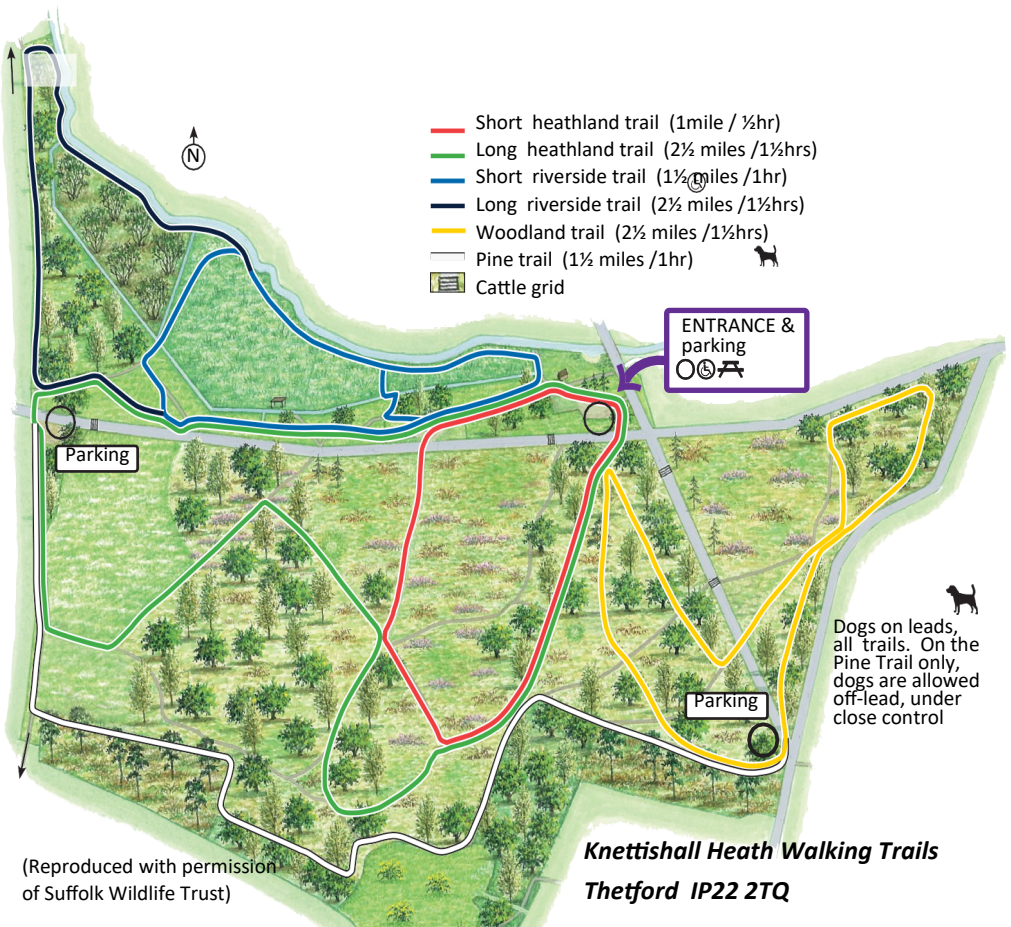 N
Short heathland trail (1mile / ½hr)
Long heathland trail (2½ miles /1½hrs)
Short riverside trail (1½ miles /1hr)
Long riverside trail (2½ miles /1½hrs)
Woodland trail (2½ miles /1½hrs)
Pine trail (1½ miles /1hr)
Cattle grid
ENTRANCE &
parking
Parking
Dogs on leads,
all trails. On the
Pine Trail only,
dogs are allowed
off-lead, under
close control
Parking
Knettishall Heath Walking Trails
Thetford IP22 2TQ
(Reproduced with permission
of Suffolk Wildlife Trust)